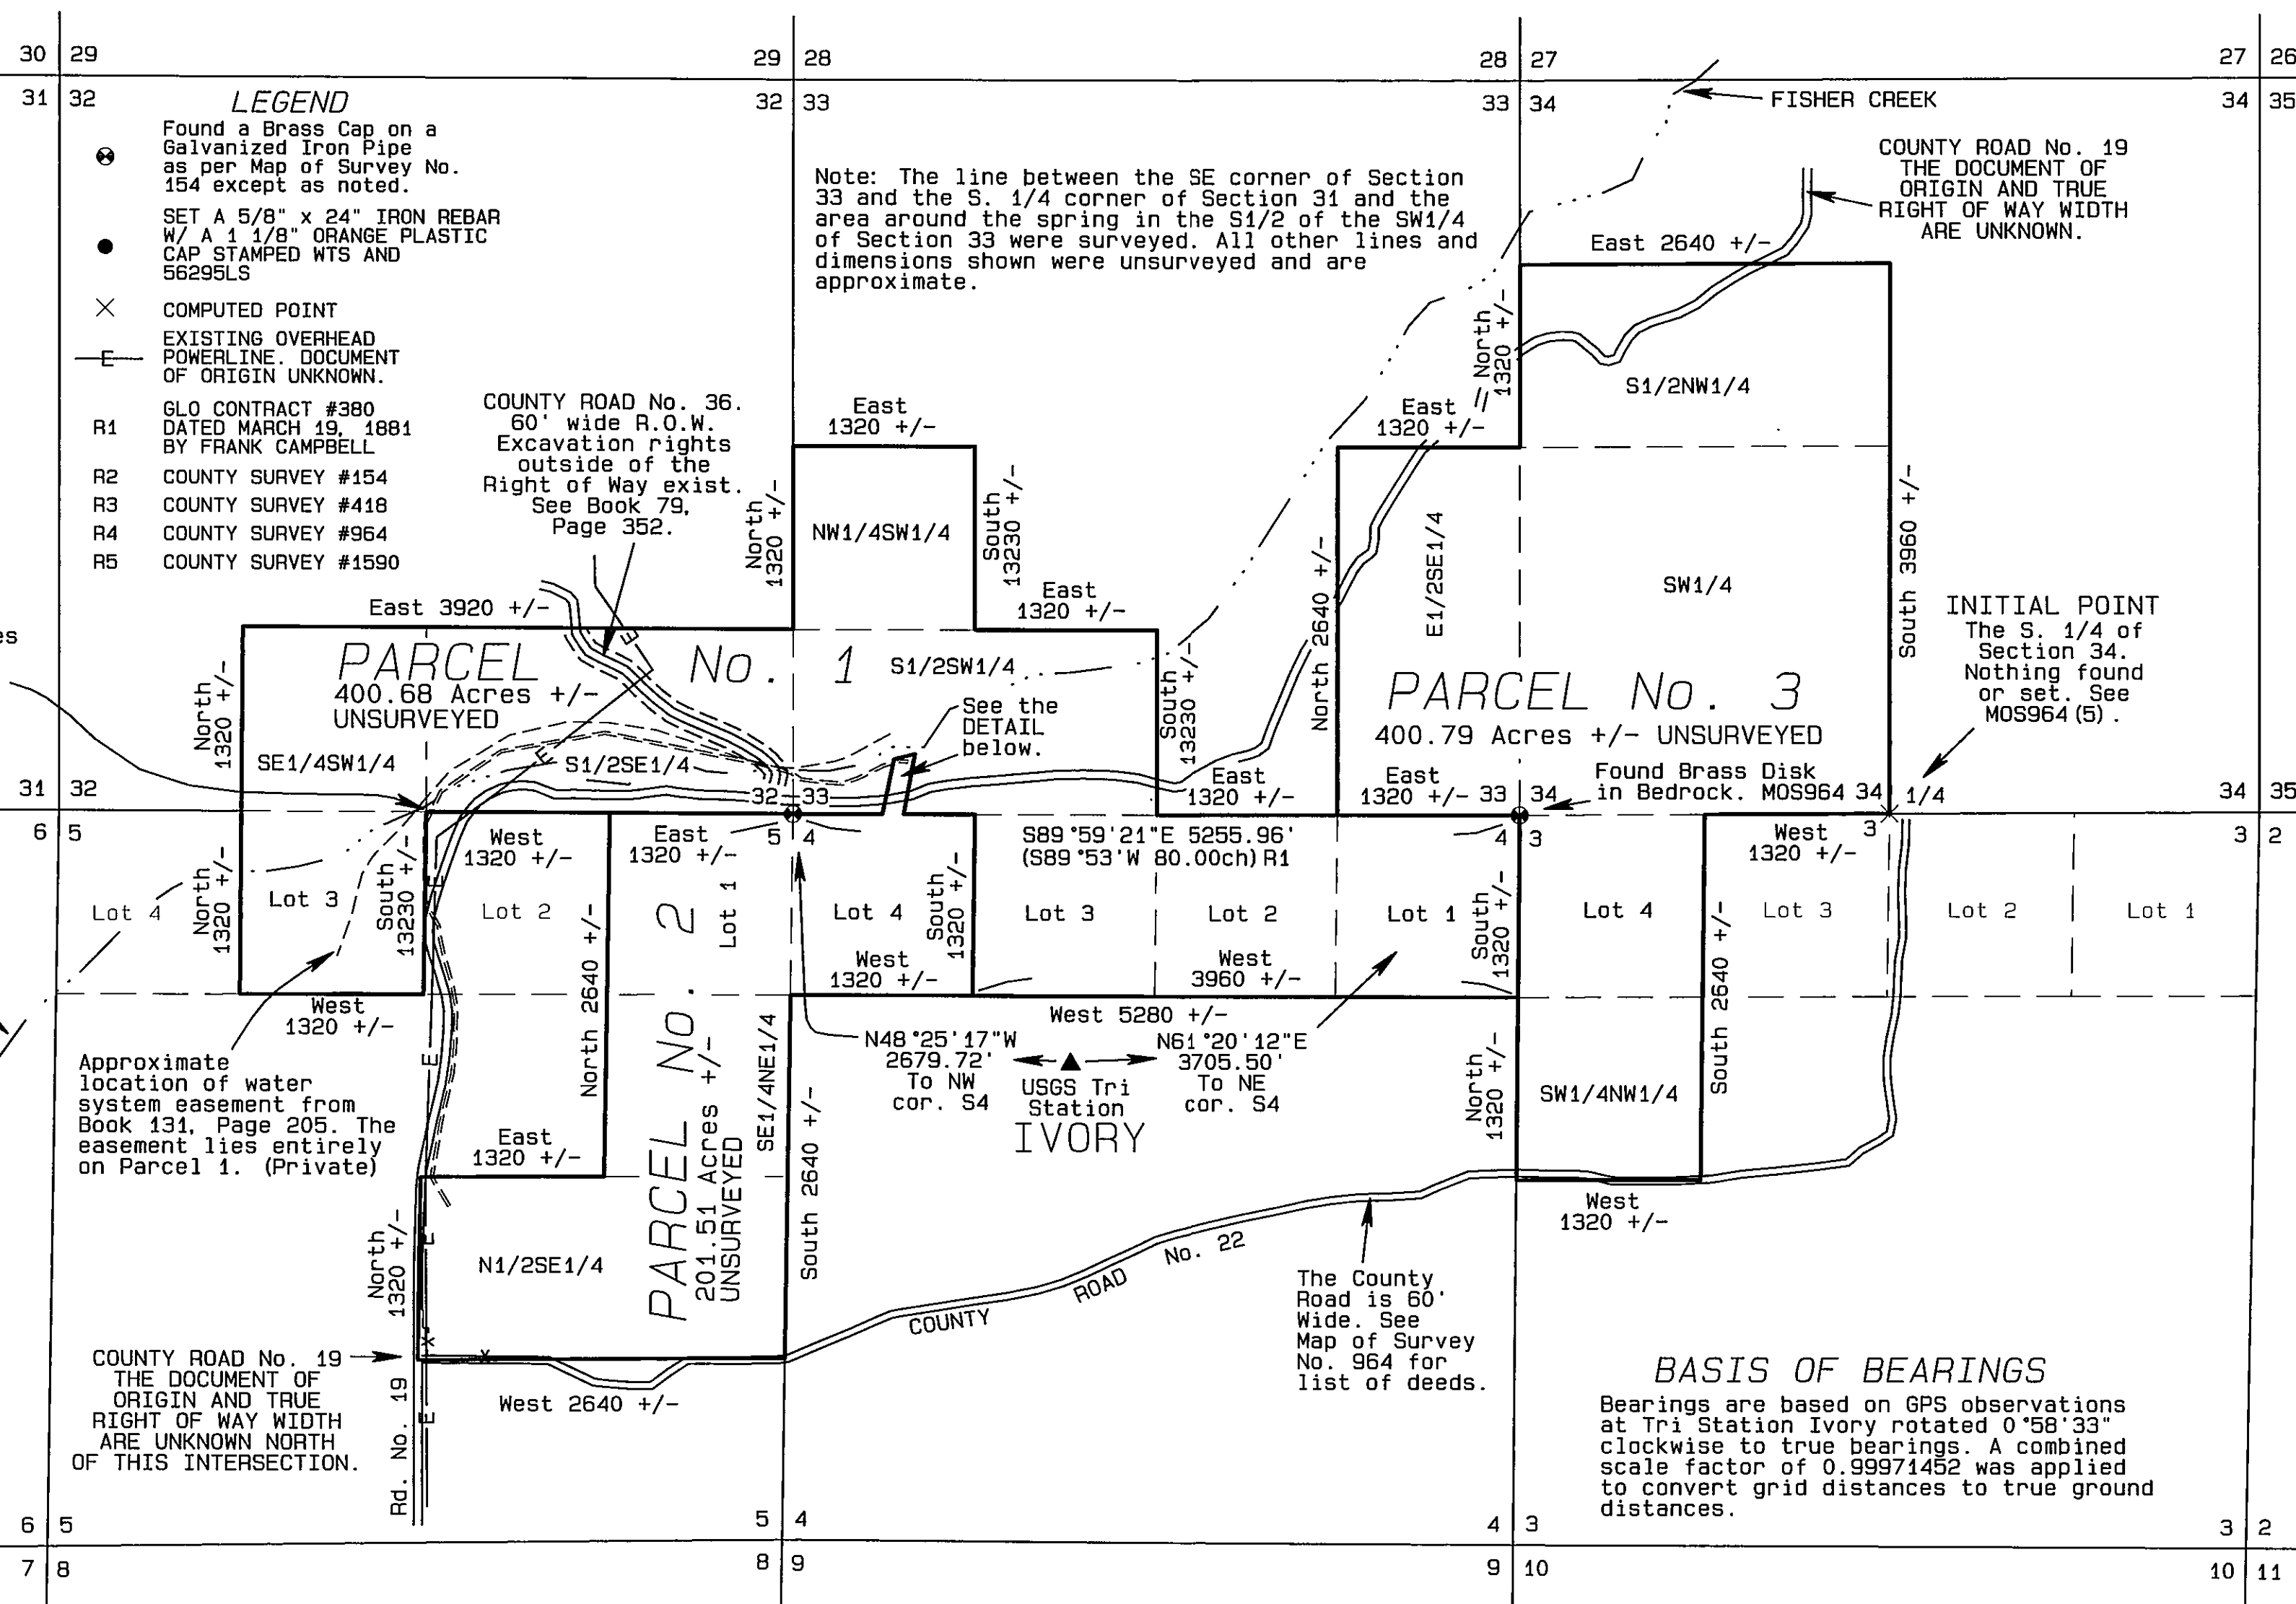 30 29
29 28
28 27
27 26
31 32
32 33
33 34
34 35
LEGEND
Found a Brass Cap on a
Galvanized Iron Pipe
as per Map of Survey No.
154 except as noted.
SET A 5/8" x 24" IRON REBAR
W/ A 1 1/8" ORANGE PLASTIC
CAP STAMPED WTS AND
56295LS
COMPUTED POINT
E
EXISTING OVERHEAD
POWERLINE. DOCUMENT
OF ORIGIN UNKNOWN.
R1
GLO CONTRACT #380
DATED MARCH 19, 1881
BY FRANK CAMPBELL
R2 COUNTY SURVEY #154
R3 COUNTY SURVEY #418
R4 COUNTY SURVEY #964
R5 COUNTY SURVEY #1590
Note: The line between the SE corner of Section
33 and the S. 1/4 corner of Section 31 and the
area around the spring in the S1/2 of the SW1/4
of Section 33 were surveyed. All other lines and
dimensions shown were unsurveyed and are
approximate.
FISHER CREEK
COUNTY ROAD No. 19
THE DOCUMENT OF
ORIGIN AND TRUE
RIGHT OF WAY WIDTH
ARE UNKNOWN.
East 2640 +/-
North
1320 +/-
S1/2NW1/4
COUNTY ROAD No. 36.
60' wide R.O.W.
Excavation rights
outside of the
Right of Way exist.
See Book 79,
Page 352.
East
1320 +/-
East
1320 +/-
North
1320 +/-
NW1/4SW1/4
South
13230 +/-
E1/2SE1/4
South 3960 +/-
SW1/4
East 3920 +/-
East
1320 +/-
North 2640 +/-
INITIAL POINT
The S. 1/4 of
Section 34.
Nothing found
or set. See
MOS964(5).
es
PARCEL No. 1
400.68 Acres +/-
UNSURVEYED
E
S1/2SW1/4
South
13230 +/-
PARCEL No. 3
400.79 Acres +/- UNSURVEYED
See the
DETAIL
below.
North
1320 +/-
SE1/4SW1/4
E
S1/2SE1/4
East
1320 +/-
East
1320 +/-
Found Brass Disk
in Bedrock. MOS964
31 32
32 33
33 34
34 1/4
34 35
6 5
5 4
4 3
3
3 2
West
1320 +/-
East
1320 +/-
S89°59'21"E 5255.96'
(S89°53'W 80.00ch)R1
West
1320 +/-
Lot 4
North
1320 +/-
Lot 3
South
13230 +/-
E
Lot 2
Lot 1
Lot 4
South
1320 +/-
Lot 3
Lot 2
Lot 1
South
1320 +/-
Lot 4
Lot 3
Lot 2
Lot 1
West
1320 +/-
North 2640 +/-
West
1320 +/-
West
3960 +/-
South 2640 +/-
West 5280 +/-
PARCEL No. 2
201.51 Acres +/-
UNSURVEYED
SE1/4NE1/4
N48°25'17"W
2679.72'
To NW
cor. S4
USGS Tri
Station
IVORY
N61°20'12"E
3705.50'
To NE
cor. S4
North
1320 +/-
SW1/4NW1/4
Approximate
location of water
system easement from
Book 131, Page 205. The
easement lies entirely
on Parcel 1. (Private)
E
East
1320 +/-
South 2640 +/-
West
1320 +/-
North
1320 +/-
E
N1/2SE1/4
COUNTY ROAD No. 22
The County
Road is 60'
Wide. See
Map of Survey
No. 964 for
list of deeds.
COUNTY ROAD No. 19
THE DOCUMENT OF
ORIGIN AND TRUE
RIGHT OF WAY WIDTH
ARE UNKNOWN NORTH
OF THIS INTERSECTION.
Rd. No. 19
E
West 2640 +/-
BASIS OF BEARINGS
Bearings are based on GPS observations
at Tri Station Ivory rotated 0°58'33"
clockwise to true bearings. A combined
scale factor of 0.99971452 was applied
to convert grid distances to true ground
distances.
6 5
5 4
4 3
3 2
7 8
8 9
9 10
10 11